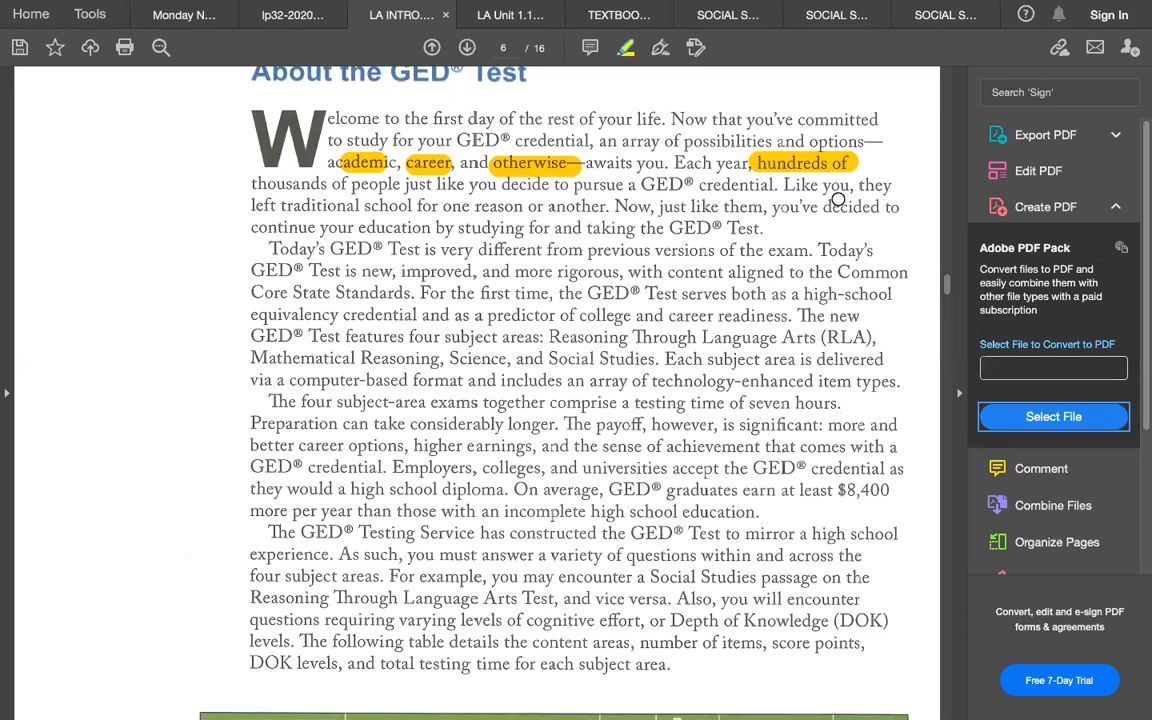 Home Tools Monday N... lp32-2020... LA INTRO.... × LA Unit 1.1... TEXTBOO... SOCIAL S... SOCIAL S... SOCIAL S... Sign In
6 / 16
About the GED® Test
Welcome to the first day of the rest of your life. Now that you've committed
to study for your GED® credential, an array of possibilities and options—
academic, career, and otherwise—awaits you. Each year, hundreds of
thousands of people just like you decide to pursue a GED® credential. Like you, they
left traditional school for one reason or another. Now, just like them, you've decided to
continue your education by studying for and taking the GED® Test.
Today's GED® Test is very different from previous versions of the exam. Today's
GED® Test is new, improved, and more rigorous, with content aligned to the Common
Core State Standards. For the first time, the GED® Test serves both as a high-school
equivalency credential and as a predictor of college and career readiness. The new
GED® Test features four subject areas: Reasoning Through Language Arts (RLA),
Mathematical Reasoning, Science, and Social Studies. Each subject area is delivered
via a computer-based format and includes an array of technology-enhanced item types.
The four subject-area exams together comprise a testing time of seven hours.
Preparation can take considerably longer. The payoff, however, is significant: more and
better career options, higher earnings, and the sense of achievement that comes with a
GED® credential. Employers, colleges, and universities accept the GED® credential as
they would a high school diploma. On average, GED® graduates earn at least $8,400
more per year than those with an incomplete high school education.
The GED® Testing Service has constructed the GED® Test to mirror a high school
experience. As such, you must answer a variety of questions within and across the
four subject areas. For example, you may encounter a Social Studies passage on the
Reasoning Through Language Arts Test, and vice versa. Also, you will encounter
questions requiring varying levels of cognitive effort, or Depth of Knowledge (DOK)
levels. The following table details the content areas, number of items, score points,
DOK levels, and total testing time for each subject area.
Search 'Sign'
Export PDF
Edit PDF
Create PDF
Adobe PDF Pack
Convert files to PDF and
easily combine them with
other file types with a paid
subscription
Select File to Convert to PDF
Select File
Comment
Combine Files
Organize Pages
Convert, edit and e-sign PDF
forms & agreements
Free 7-Day Trial